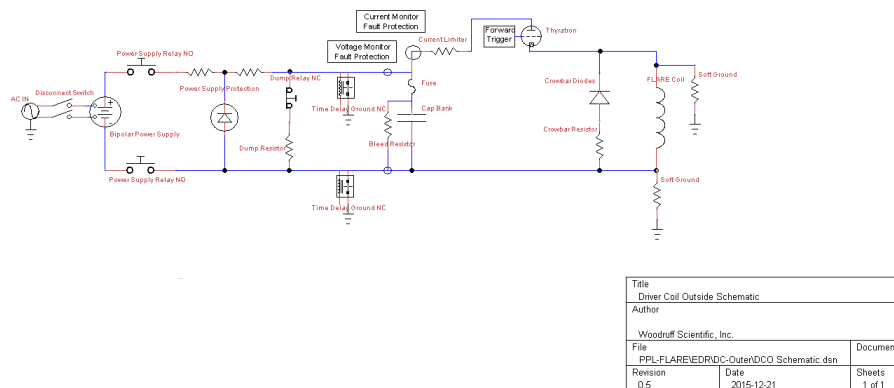 Current Monitor
Fault Protection
Current Limiter
Forward
Trigger
Thyratron
Voltage Monitor
Fault Protection
Power Supply Relay NO
Disconnect Switch
AC IN
Bipolar Power Supply
Power Supply Protection
Dump Relay NC
Time Delay Ground NC
Fuse
Cap Bank
Bleed Resistor
Dump Resistor
Crowbar Diodes
Crowbar Resistor
FLARE Coil
Soft Ground
Power Supply Relay NO
Time Delay Ground NC
Soft Ground
Title
Driver Coil Outside Schematic
Author
Woodruff Scientific, Inc.
File
PPL-FLARE\EDR\DC-Outer\DCO Schematic.dsn
Documen
Revision
0.5
Date
2015-12-21
Sheets
1 of 1